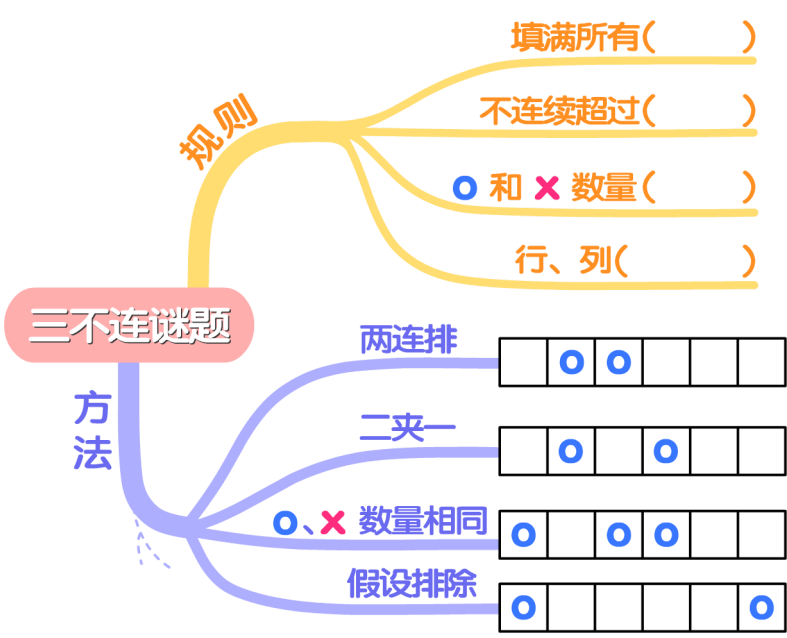 填满所有(　　　)
不连续超过(　　　)
规则
O 和 × 数量(　　　)
行、列(　　　)
三不连谜题
方法
两连排
O O
二夹一
O O
O、× 数量相同
O O O
假设排除
O O